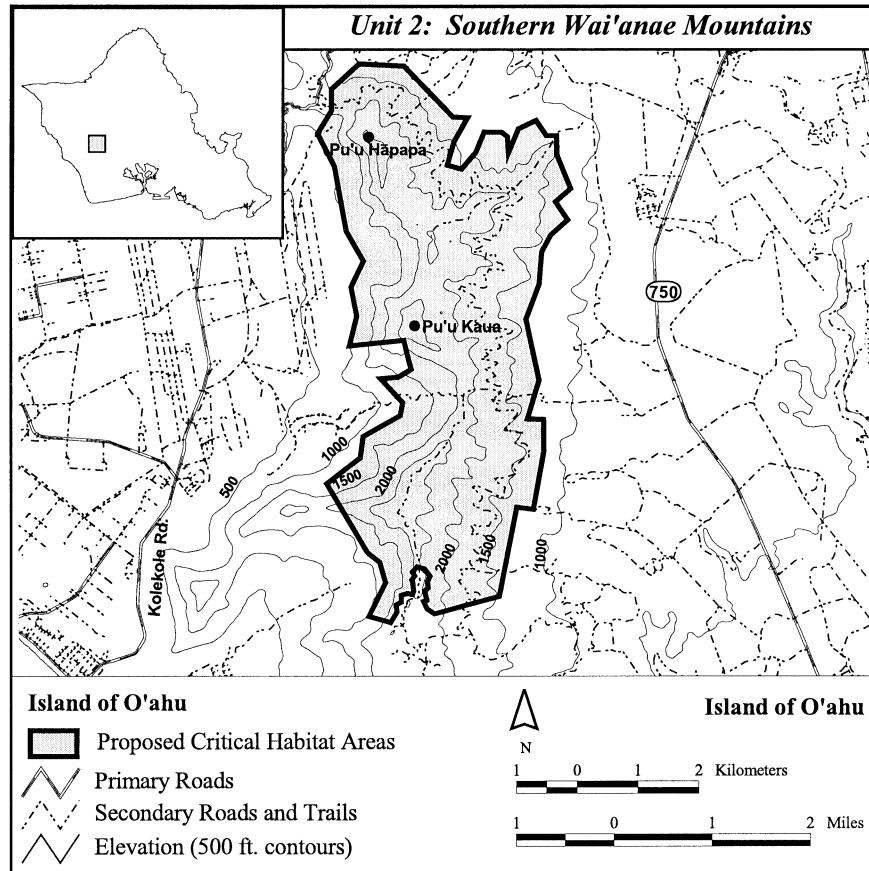 Unit 2: Southern Wai'anae Mountains
Pu'u Hāpapa
750
Pu'u Kaua
500
1000
1500
2000
2000
1500
1000
Kolekole Rd.
Island of O'ahu
Proposed Critical Habitat Areas
Primary Roads
Secondary Roads and Trails
Elevation (500 ft. contours)
N
Island of O'ahu
1 0 1 2 Kilometers
1 0 1 2 Miles